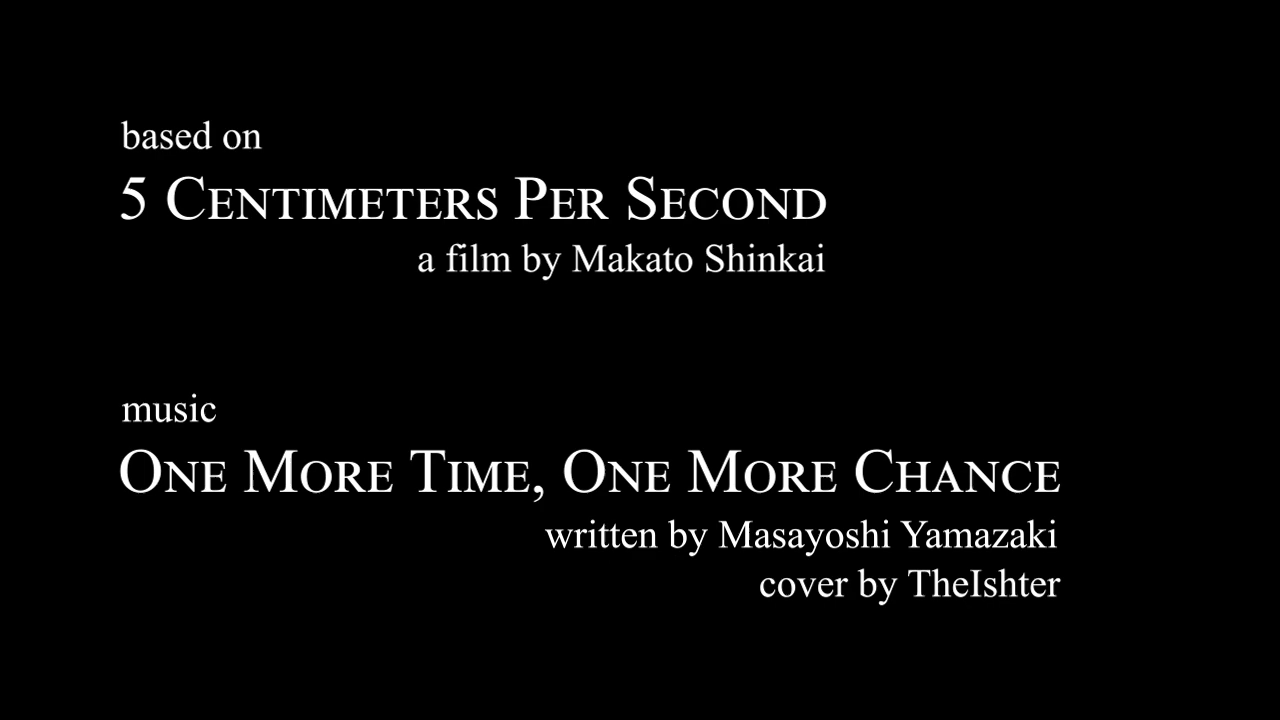 based on
5 Centimeters Per Second
a film by Makato Shinkai
music
One More Time, One More Chance
written by Masayoshi Yamazaki
cover by TheIshter